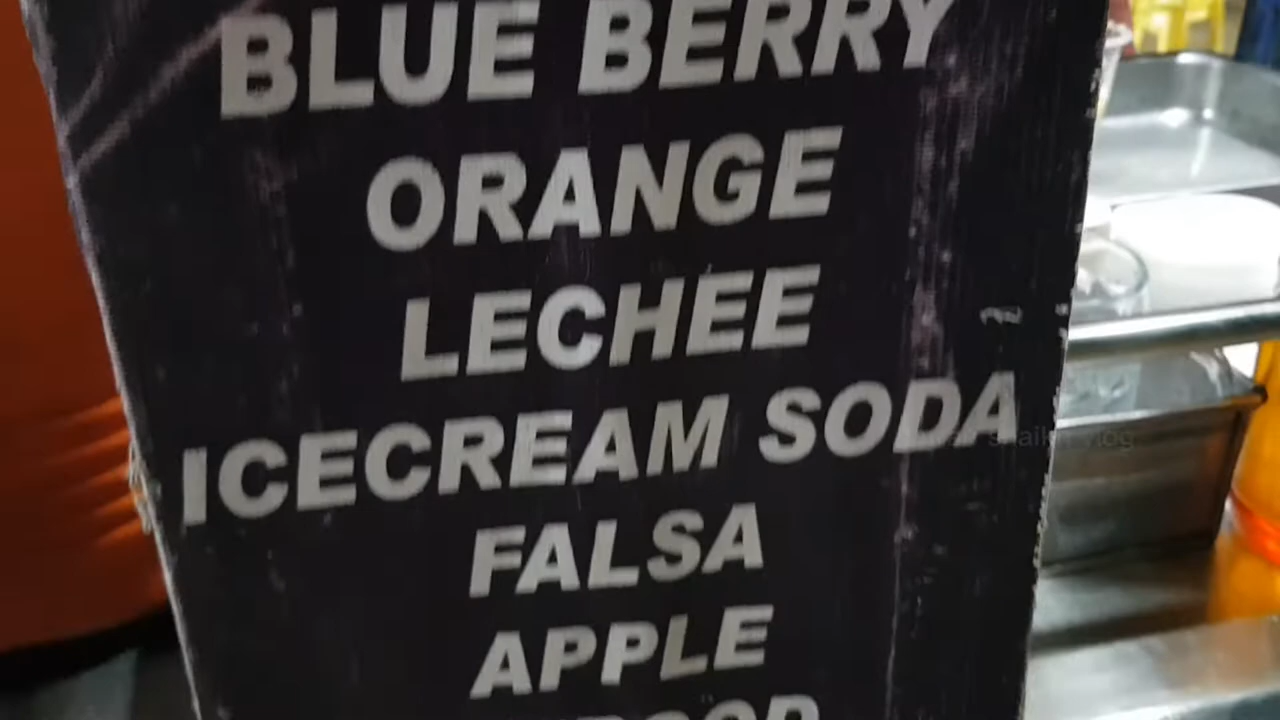 BLUE BERRY
ORANGE
LECHEE
ICECREAM SODA
FALSA
APPLE